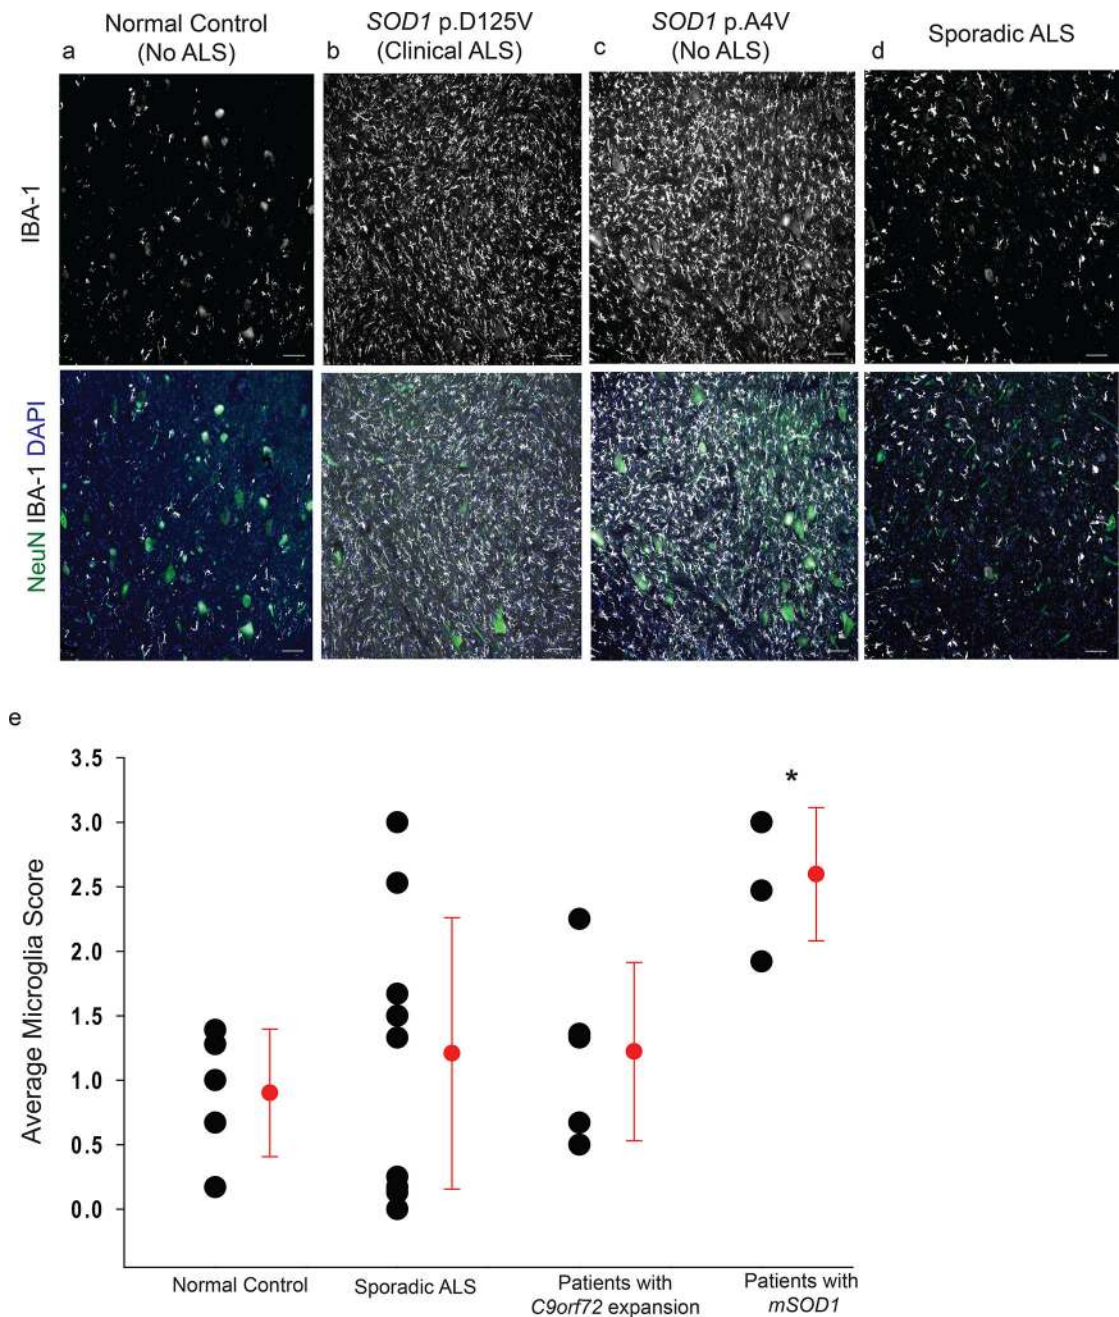 Normal Control
(No ALS)
SOD1 p.D125V
(Clinical ALS)
SOD1 p.A4V
(No ALS)
Sporadic ALS
a
b
c
d
IBA-1
NeuN IBA-1 DAPI
e
3.5
3.0
2.5
2.0
1.5
1.0
0.5
0.0
Average Microglia Score
*
Normal Control
Sporadic ALS
Patients with
C9orf72 expansion
Patients with
mSOD1